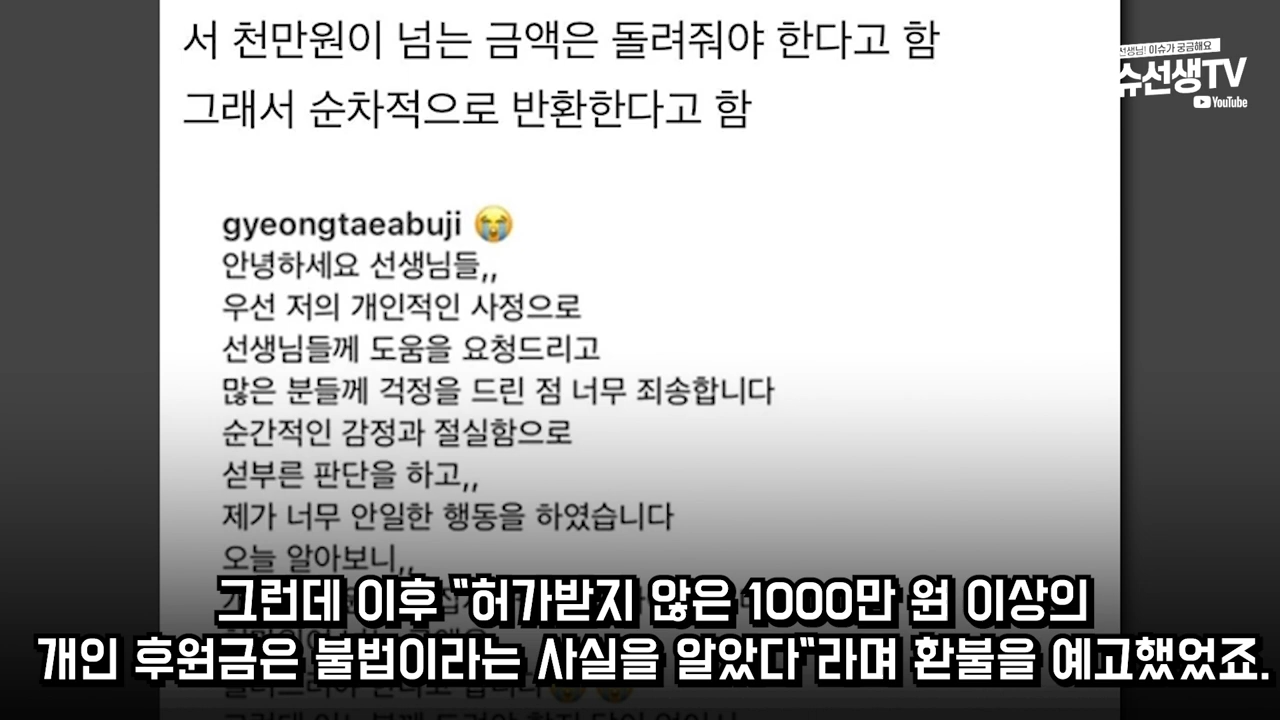 서 천만원이 넘는 금액은 돌려줘야 한다고 함
그래서 순차적으로 반환한다고 함
선생님! 이슈가 궁금해요
슈선생TV
YouTube
gyeongtaeabuji 😭
안녕하세요 선생님들,,
우선 저의 개인적인 사정으로
선생님들께 도움을 요청드리고
많은 분들께 걱정을 드린 점 너무 죄송합니다
순간적인 감정과 절실함으로
섣부른 판단을 하고,,
제가 너무 안일한 행동을 하였습니다
오늘 알아보니,,
그런데 이후 "허가받지 않은 1000만 원 이상의
개인 후원금은 불법이라는 사실을 알았다"라며 환불을 예고했었죠.